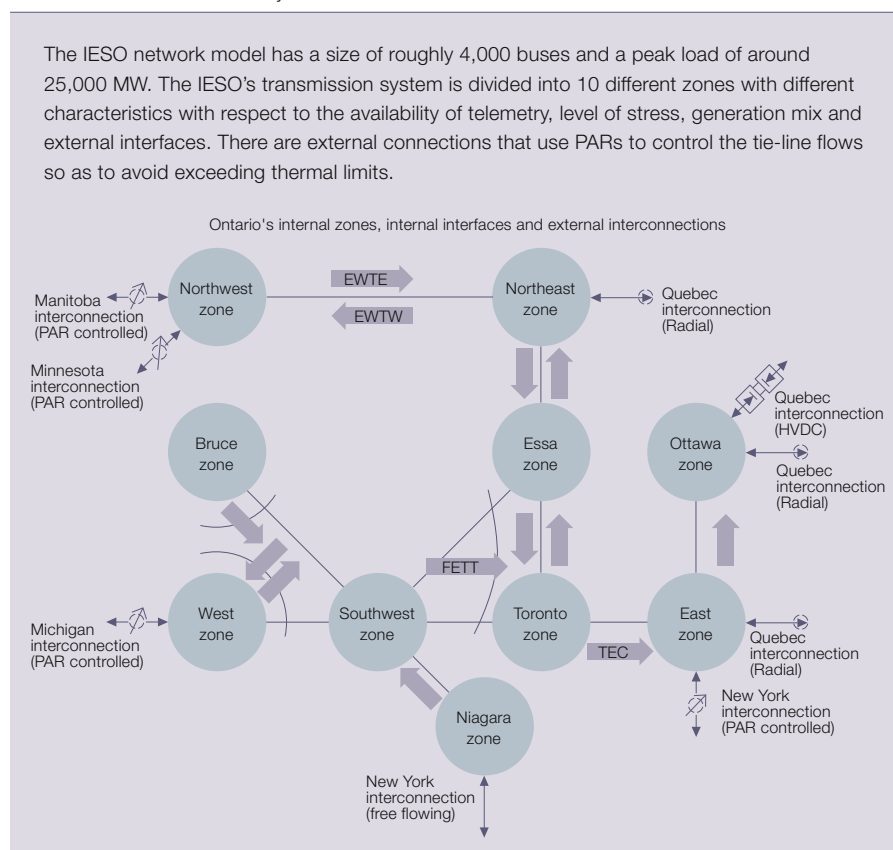 The IESO network model has a size of roughly 4,000 buses and a peak load of around
25,000 MW. The IESO's transmission system is divided into 10 different zones with different
characteristics with respect to the availability of telemetry, level of stress, generation mix and
external interfaces. There are external connections that use PARs to control the tie-line flows
so as to avoid exceeding thermal limits.
Ontario's internal zones, internal interfaces and external interconnections
Manitoba
interconnection
(PAR controlled)
Minnesota
interconnection
(PAR controlled)
Northwest
zone
EWTE
EWTW
Northeast
zone
Quebec
interconnection
(Radial)
Bruce
zone
Essa
zone
Ottawa
zone
Quebec
interconnection
(HVDC)
Quebec
interconnection
(Radial)
FETT
Michigan
interconnection
(PAR controlled)
West
zone
Southwest
zone
Toronto
zone
TEC
East
zone
Quebec
interconnection
(Radial)
New York
interconnection
(PAR controlled)
Niagara
zone
New York
interconnection
(free flowing)